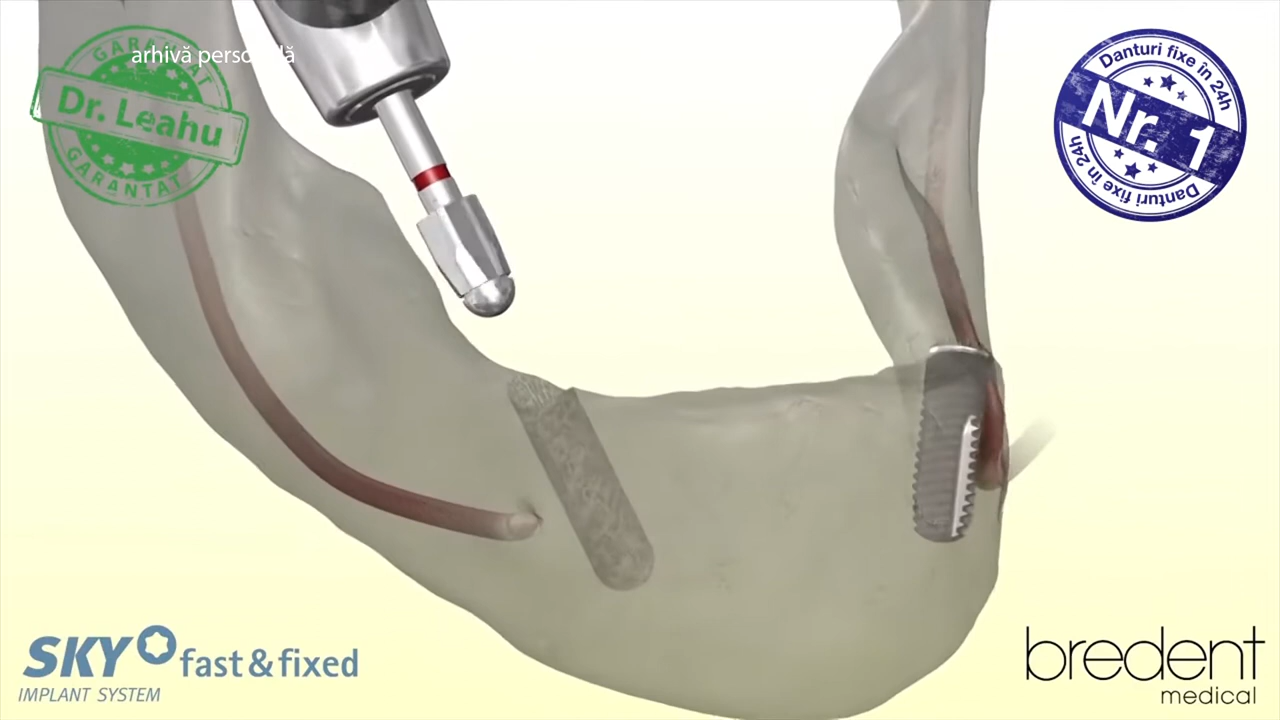 arhivă perso
GARANTAT
Dr. Leahu
GARANTAT
Danturi fixe în 24h
Nr. 1
Danturi fixe în 24h
SKY fast & fixed
IMPLANT SYSTEM
bredent
medical